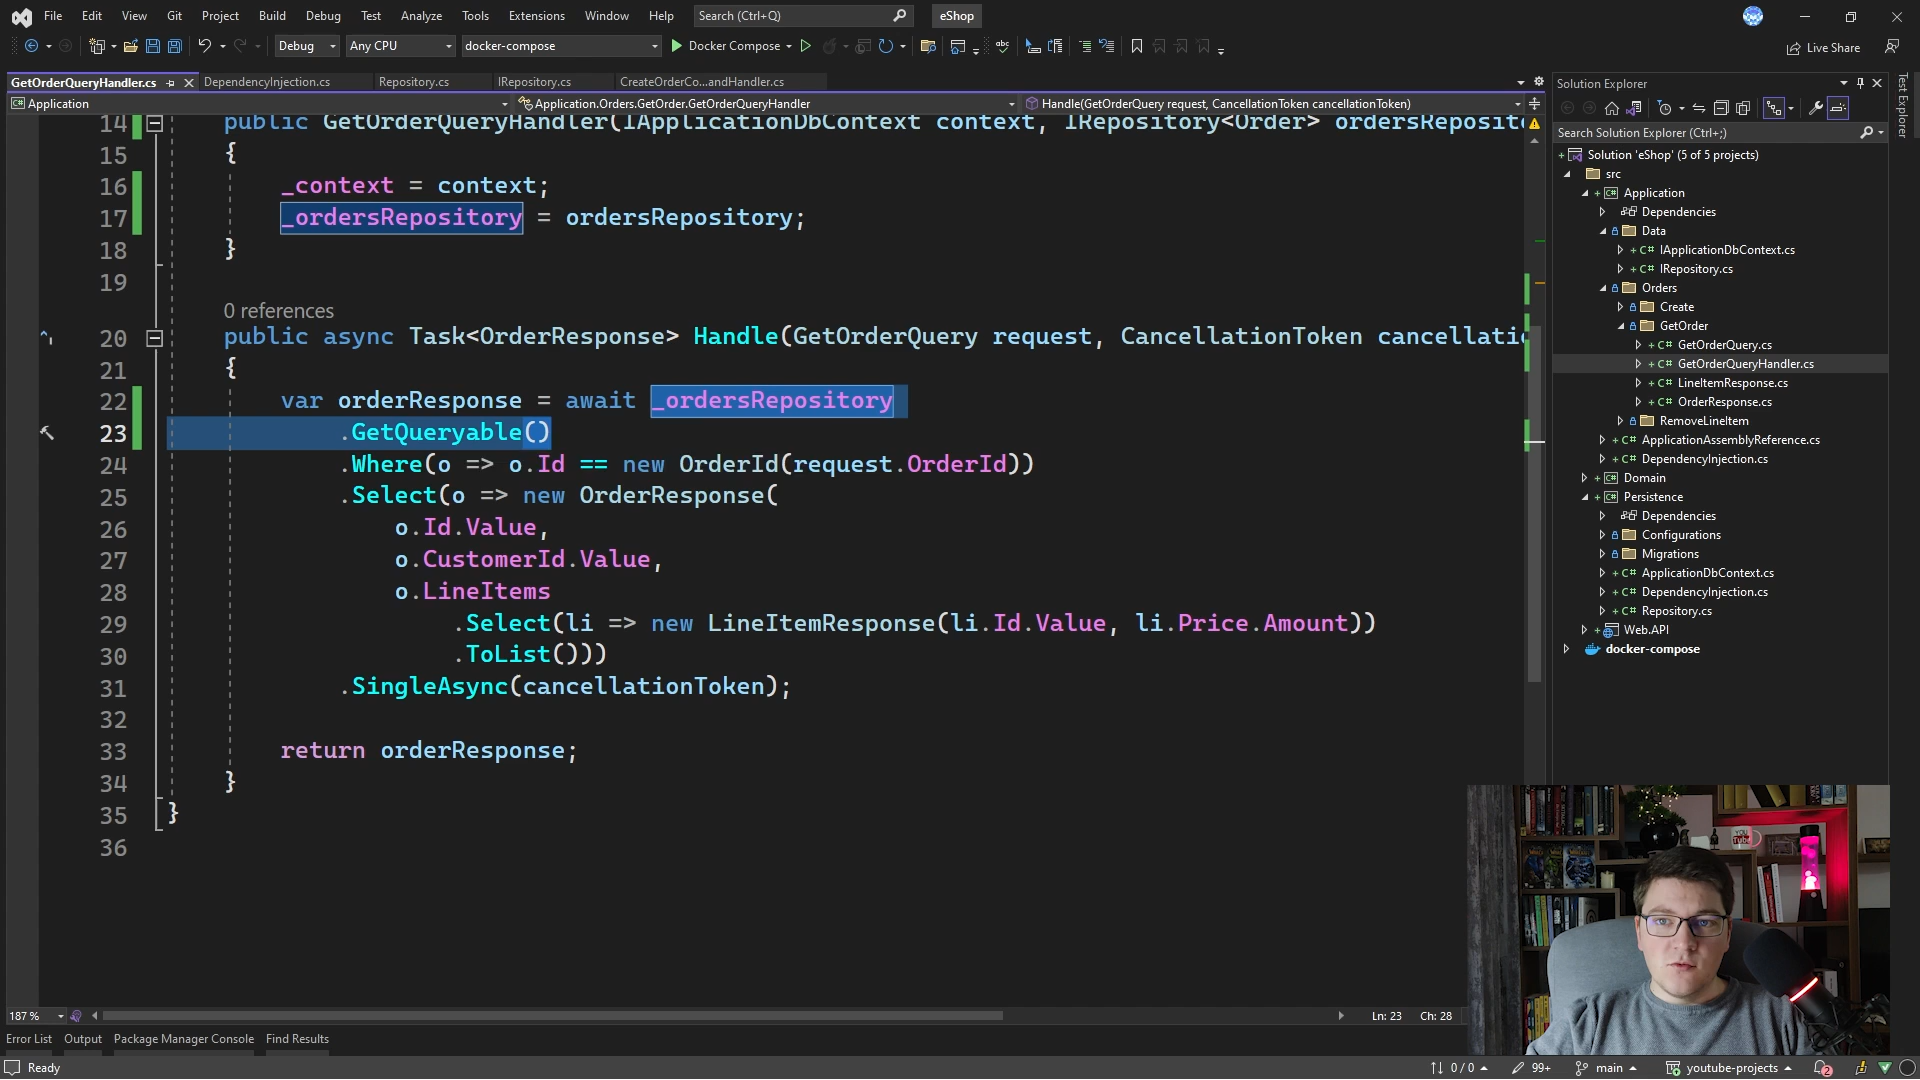 File Edit View Git Project Build Debug Test Analyze Tools Extensions Window Help Search (Ctrl+Q) eShop
Debug Any CPU docker-compose Docker Compose Live Share
GetOrderQueryHandler.cs DependencyInjection.cs Repository.cs IRepository.cs CreateOrderCo...andHandler.cs
Application Application.Orders.GetOrder.GetOrderQueryHandler Handle(GetOrderQuery request, CancellationToken cancellationToken)
14 public GetOrderQueryHandler(IApplicationDbContext context, IRepository<Order> ordersReposit
15 {
16 _context = context;
17 _ordersRepository = ordersRepository;
18 }
19
0 references
20 public async Task<OrderResponse> Handle(GetOrderQuery request, CancellationToken cancellati
21 {
22 var orderResponse = await _ordersRepository
23 .GetQueryable()
24 .Where(o => o.Id == new OrderId(request.OrderId))
25 .Select(o => new OrderResponse(
26 o.Id.Value,
27 o.CustomerId.Value,
28 o.LineItems
29 .Select(li => new LineItemResponse(li.Id.Value, li.Price.Amount))
30 .ToList()))
31 .SingleAsync(cancellationToken);
32
33 return orderResponse;
34 }
35 }
36
187 % Ln: 23 Ch: 28
Error List Output Package Manager Console Find Results
Ready 0 / 0 99+ main youtube-projects 2
Solution Explorer
Search Solution Explorer (Ctrl+;)
Solution 'eShop' (5 of 5 projects)
src
Application
Dependencies
Data
IApplicationDbContext.cs
IRepository.cs
Orders
Create
GetOrder
GetOrderQuery.cs
GetOrderQueryHandler.cs
LineItemResponse.cs
OrderResponse.cs
RemoveLineItem
ApplicationAssemblyReference.cs
DependencyInjection.cs
Domain
Persistence
Dependencies
Configurations
Migrations
ApplicationDbContext.cs
DependencyInjection.cs
Repository.cs
Web.API
docker-compose
Test Explorer